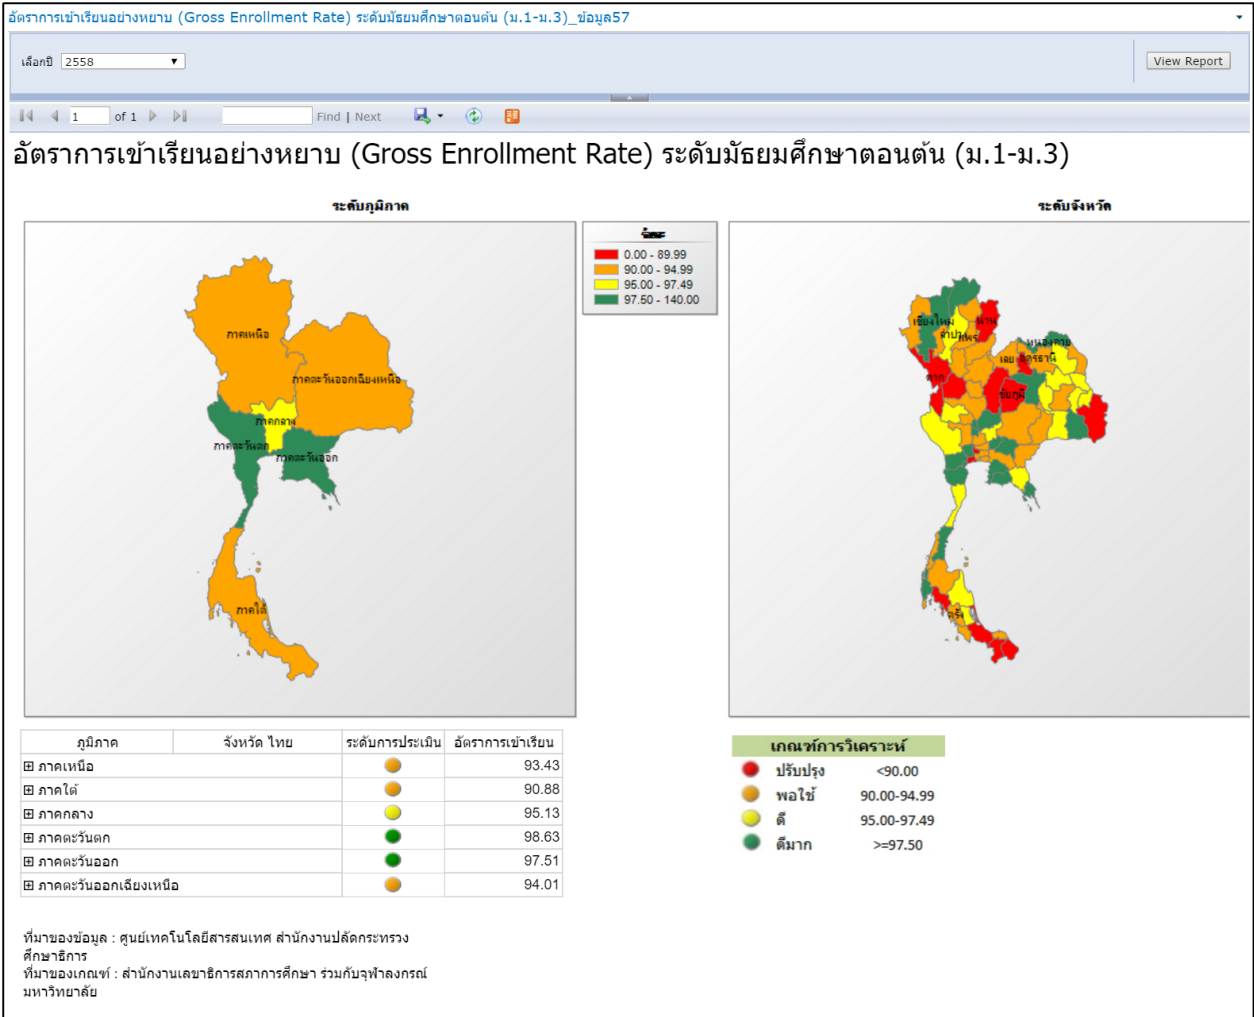 อัตราการเข้าเรียนอย่างหยาบ (Gross Enrollment Rate) ระดับมัธยมศึกษาตอนต้น (ม.1-ม.3)_ข้อมูล57
เลือกปี 2558
View Report
1 of 1 Find | Next
อัตราการเข้าเรียนอย่างหยาบ (Gross Enrollment Rate) ระดับมัธยมศึกษาตอนต้น (ม.1-ม.3)
ระดับภูมิภาค
ภาคเหนือ
ภาคตะวันออกเฉียงเหนือ
ภาคกลาง
ภาคตะวันตก
ภาคตะวันออก
ภาคใต้
0.00 - 89.99
90.00 - 94.99
95.00 - 97.49
97.50 - 140.00
ระดับจังหวัด
เชียงใหม่
น่าน
ลำปาง
แพร่
หนองคาย
เลย
อุดรธานี
ตาก
ชัยภูมิ
ตรัง
ภูมิภาค จังหวัด ไทย ระดับการประเมิน อัตราการเข้าเรียน
ภาคเหนือ 93.43
ภาคใต้ 90.88
ภาคกลาง 95.13
ภาคตะวันตก 98.63
ภาคตะวันออก 97.51
ภาคตะวันออกเฉียงเหนือ 94.01
เกณฑ์การวิเคราะห์
ปรับปรุง <90.00
พอใช้ 90.00-94.99
ดี 95.00-97.49
ดีมาก >=97.50
ที่มาของข้อมูล : ศูนย์เทคโนโลยีสารสนเทศ สำนักงานปลัดกระทรวง
ศึกษาธิการ
ที่มาของเกณฑ์ : สำนักงานเลขาธิการสภาการศึกษา ร่วมกับจุฬาลงกรณ์
มหาวิทยาลัย